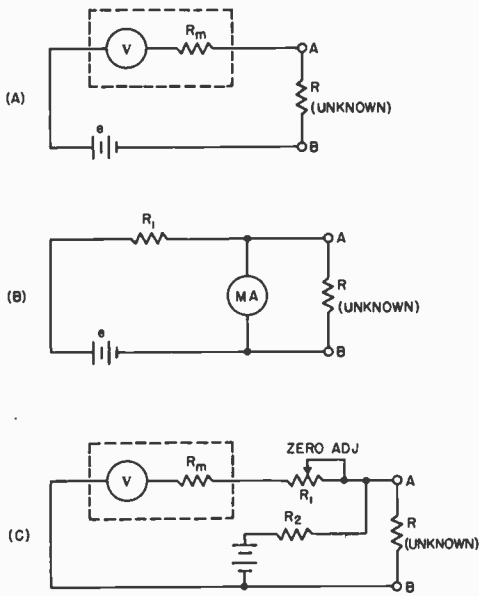 (A)
V
Rm
A
R
(UNKNOWN)
B
e
(B)
R1
A
MA
R
(UNKNOWN)
B
e
(C)
V
Rm
ZERO ADJ
R1
A
R2
R
(UNKNOWN)
B